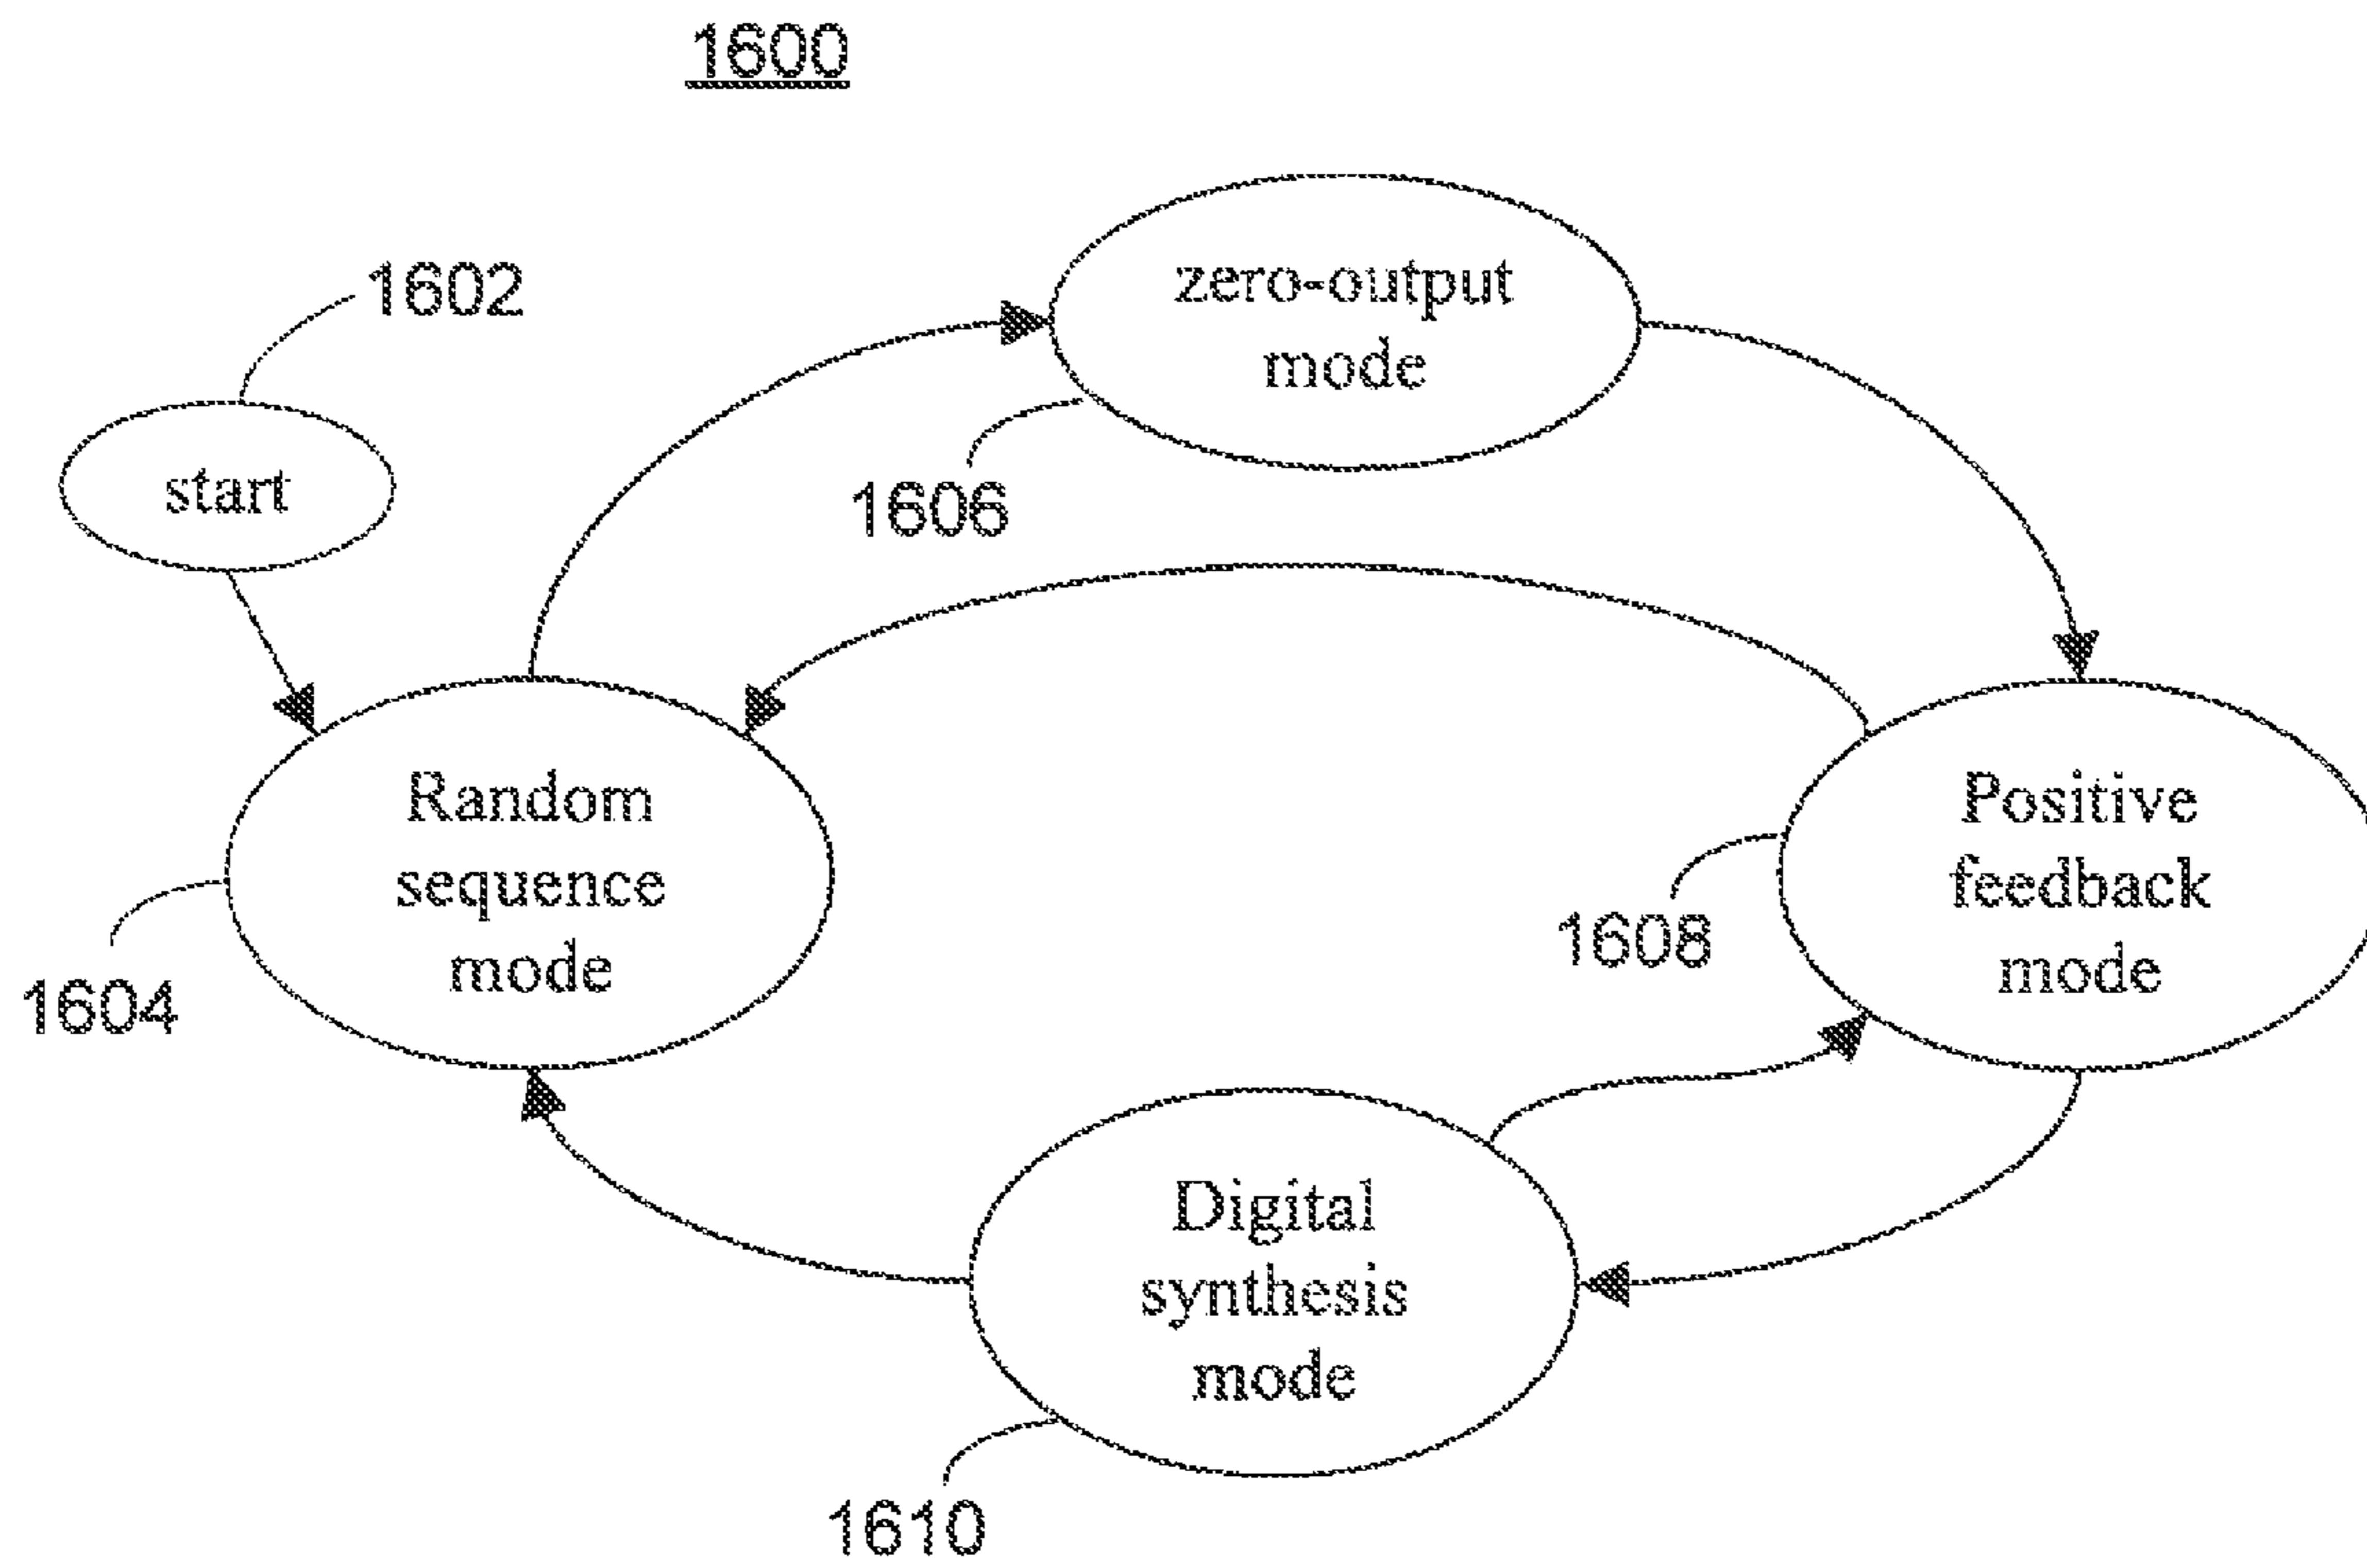 1600
1602
zero-output
mode
start
1606
Random
sequence
mode
Positive
feedback
mode
1608
1604
Digital
synthesis
mode
1610